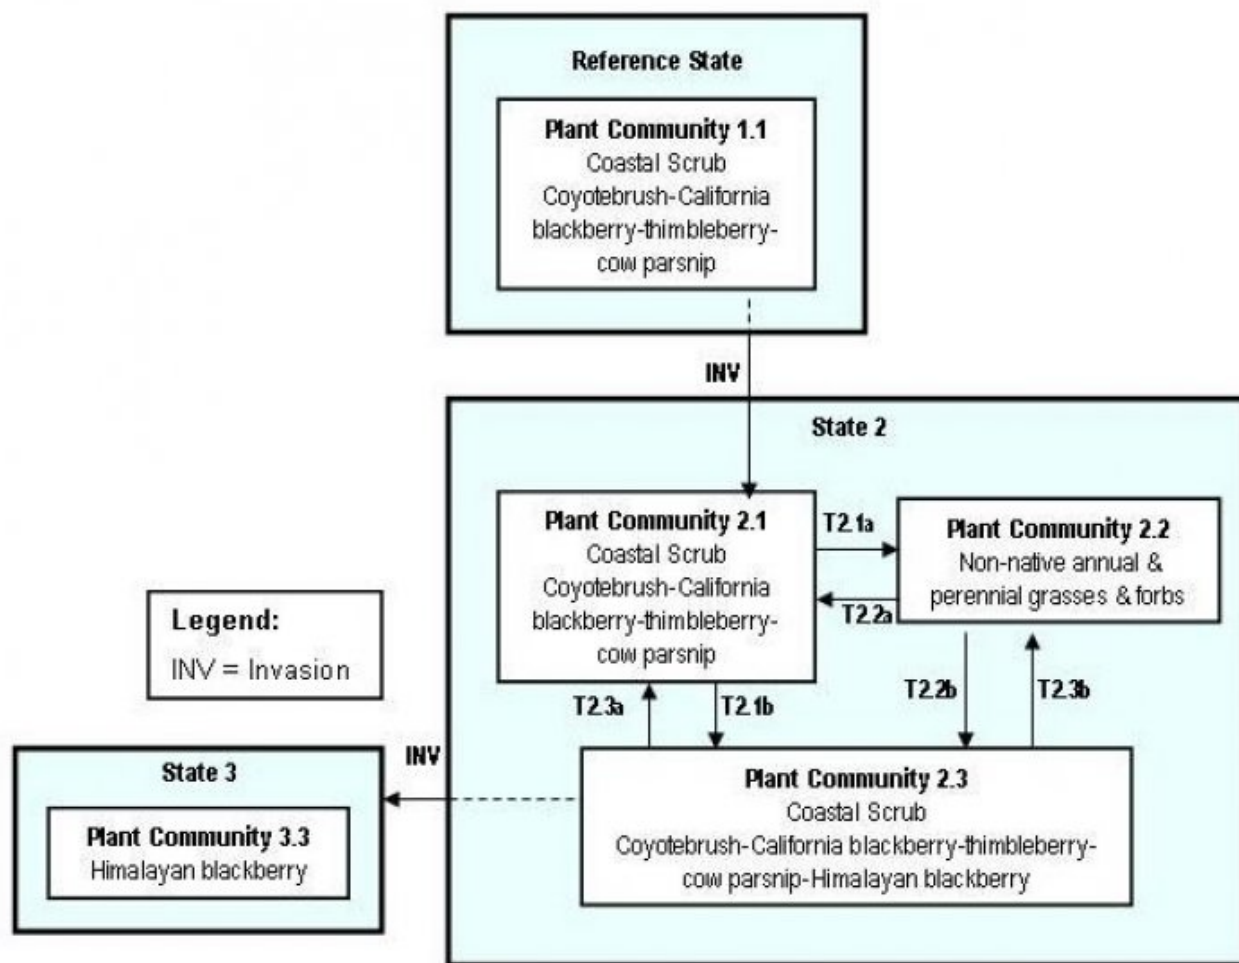 Reference State
Plant Community 1.1
Coastal Scrub
Coyotebrush-California
blackberry-thimbleberry-
cow parsnip
INV
State 2
Plant Community 2.1
Coastal Scrub
Coyotebrush-California
blackberry-thimbleberry-
cow parsnip
T2.1a
T2.2a
Plant Community 2.2
Non-native annual &
perennial grasses & forbs
Legend:
INV = Invasion
T2.3a
T2.1b
T2.2b
T2.3b
INV
State 3
Plant Community 3.3
Himalayan blackberry
Plant Community 2.3
Coastal Scrub
Coyotebrush-California blackberry-thimbleberry-
cow parsnip-Himalayan blackberry